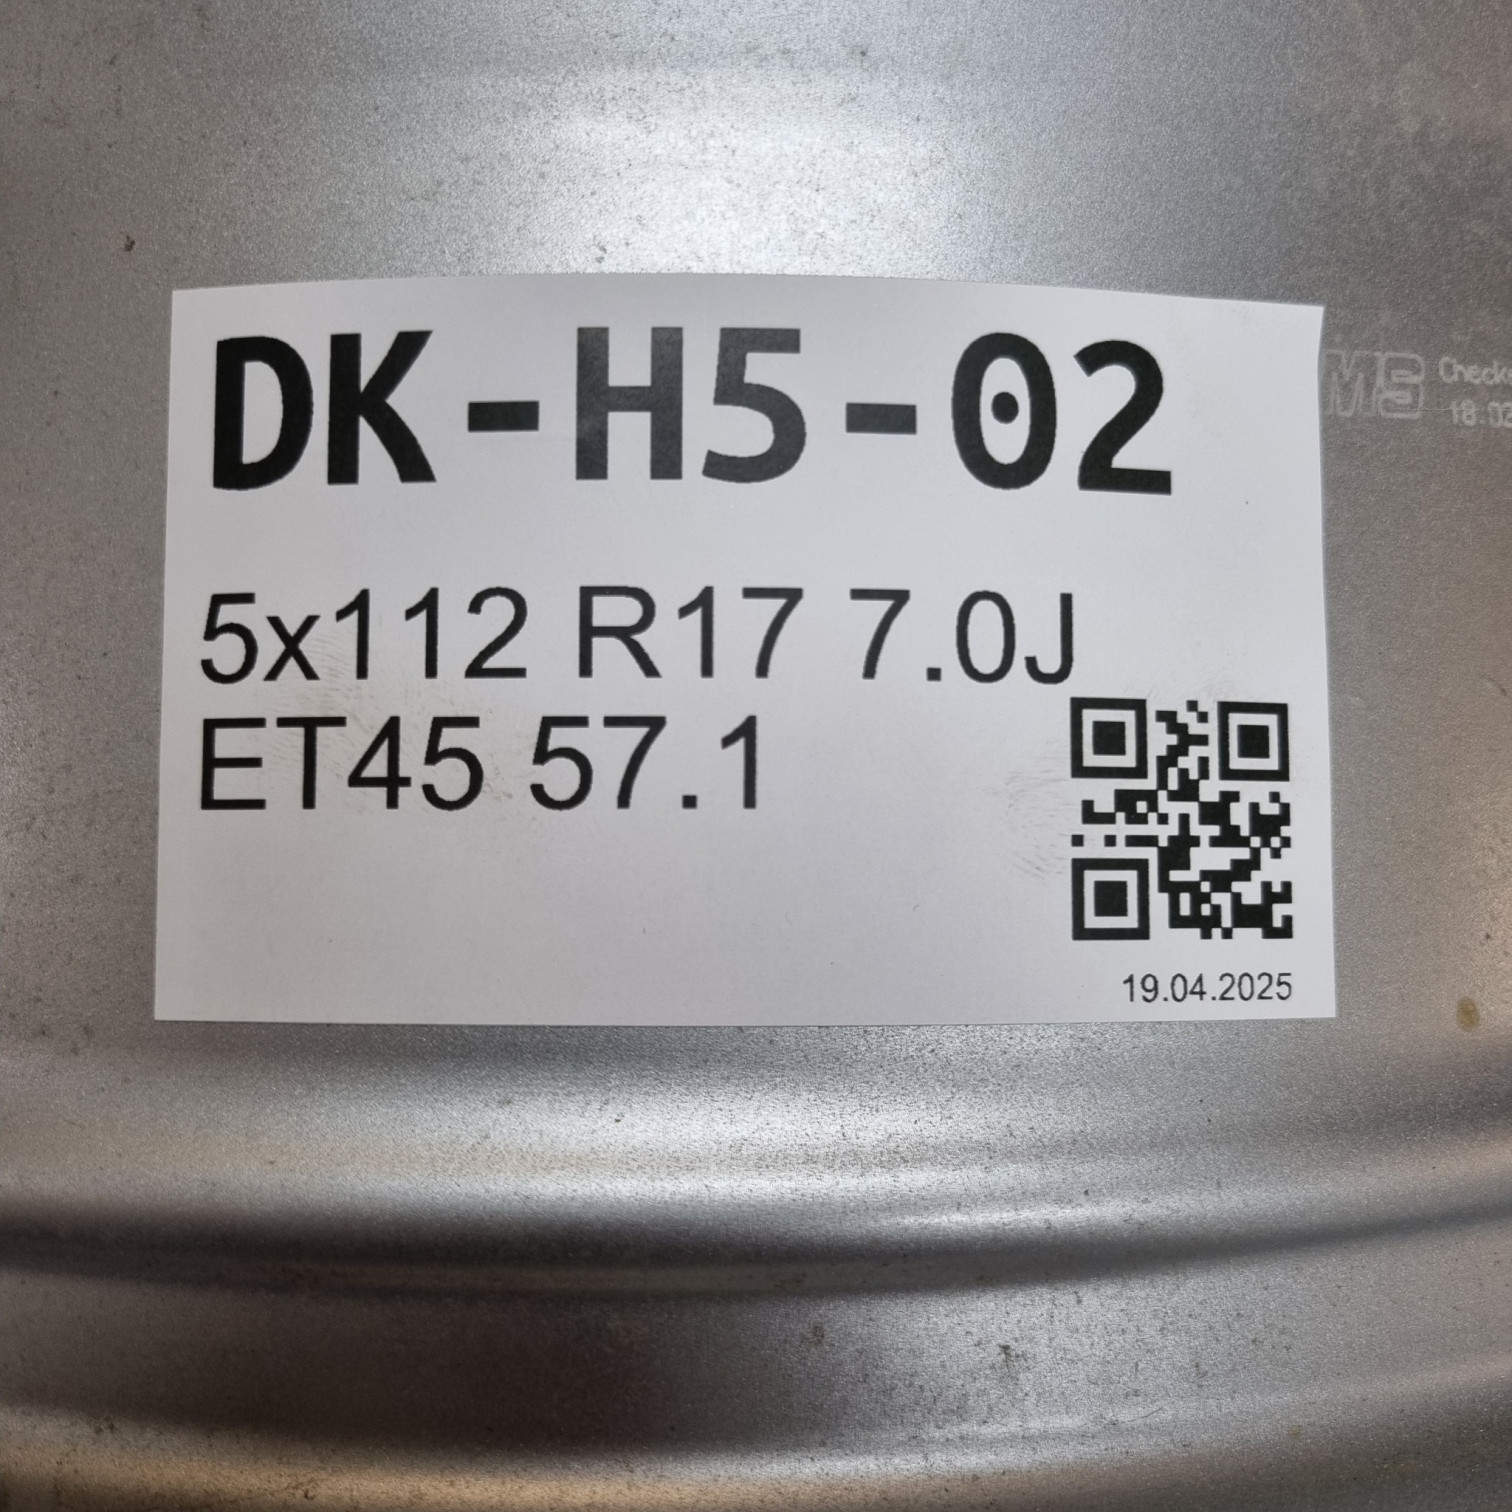 DK-H5-02
5x112 R17 7.0J
ET45 57.1
19.04.2025